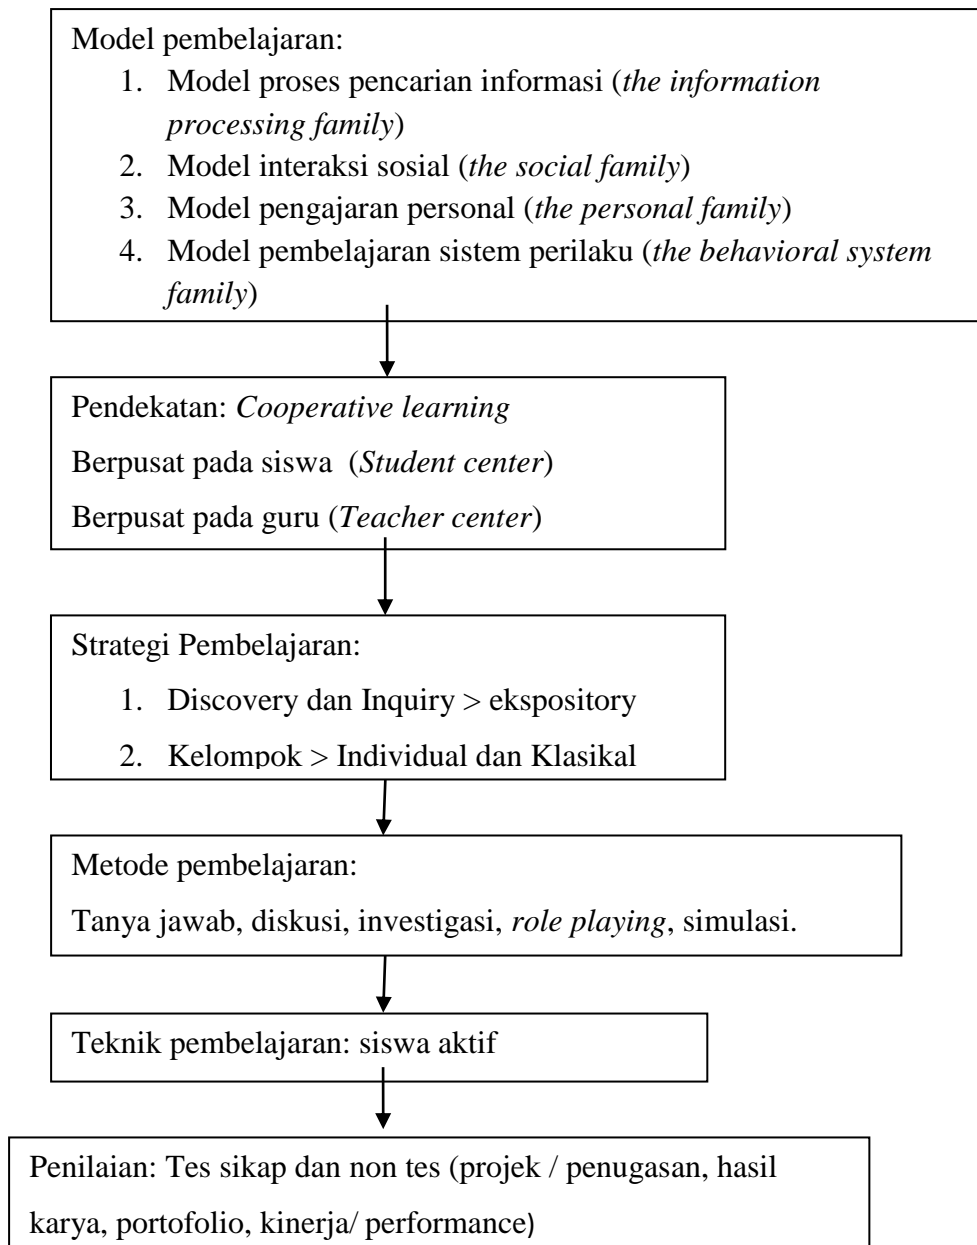 Model pembelajaran:
1. Model proses pencarian informasi (the information
processing family)
2. Model interaksi sosial (the social family)
3. Model pengajaran personal (the personal family)
4. Model pembelajaran sistem perilaku (the behavioral system
family)
Pendekatan: Cooperative learning
Berpusat pada siswa (Student center)
Berpusat pada guru (Teacher center)
Strategi Pembelajaran:
1. Discovery dan Inquiry > ekspository
2. Kelompok > Individual dan Klasikal
Metode pembelajaran:
Tanya jawab, diskusi, investigasi, role playing, simulasi.
Teknik pembelajaran: siswa aktif
Penilaian: Tes sikap dan non tes (projek / penugasan, hasil
karya, portofolio, kinerja/ performance)